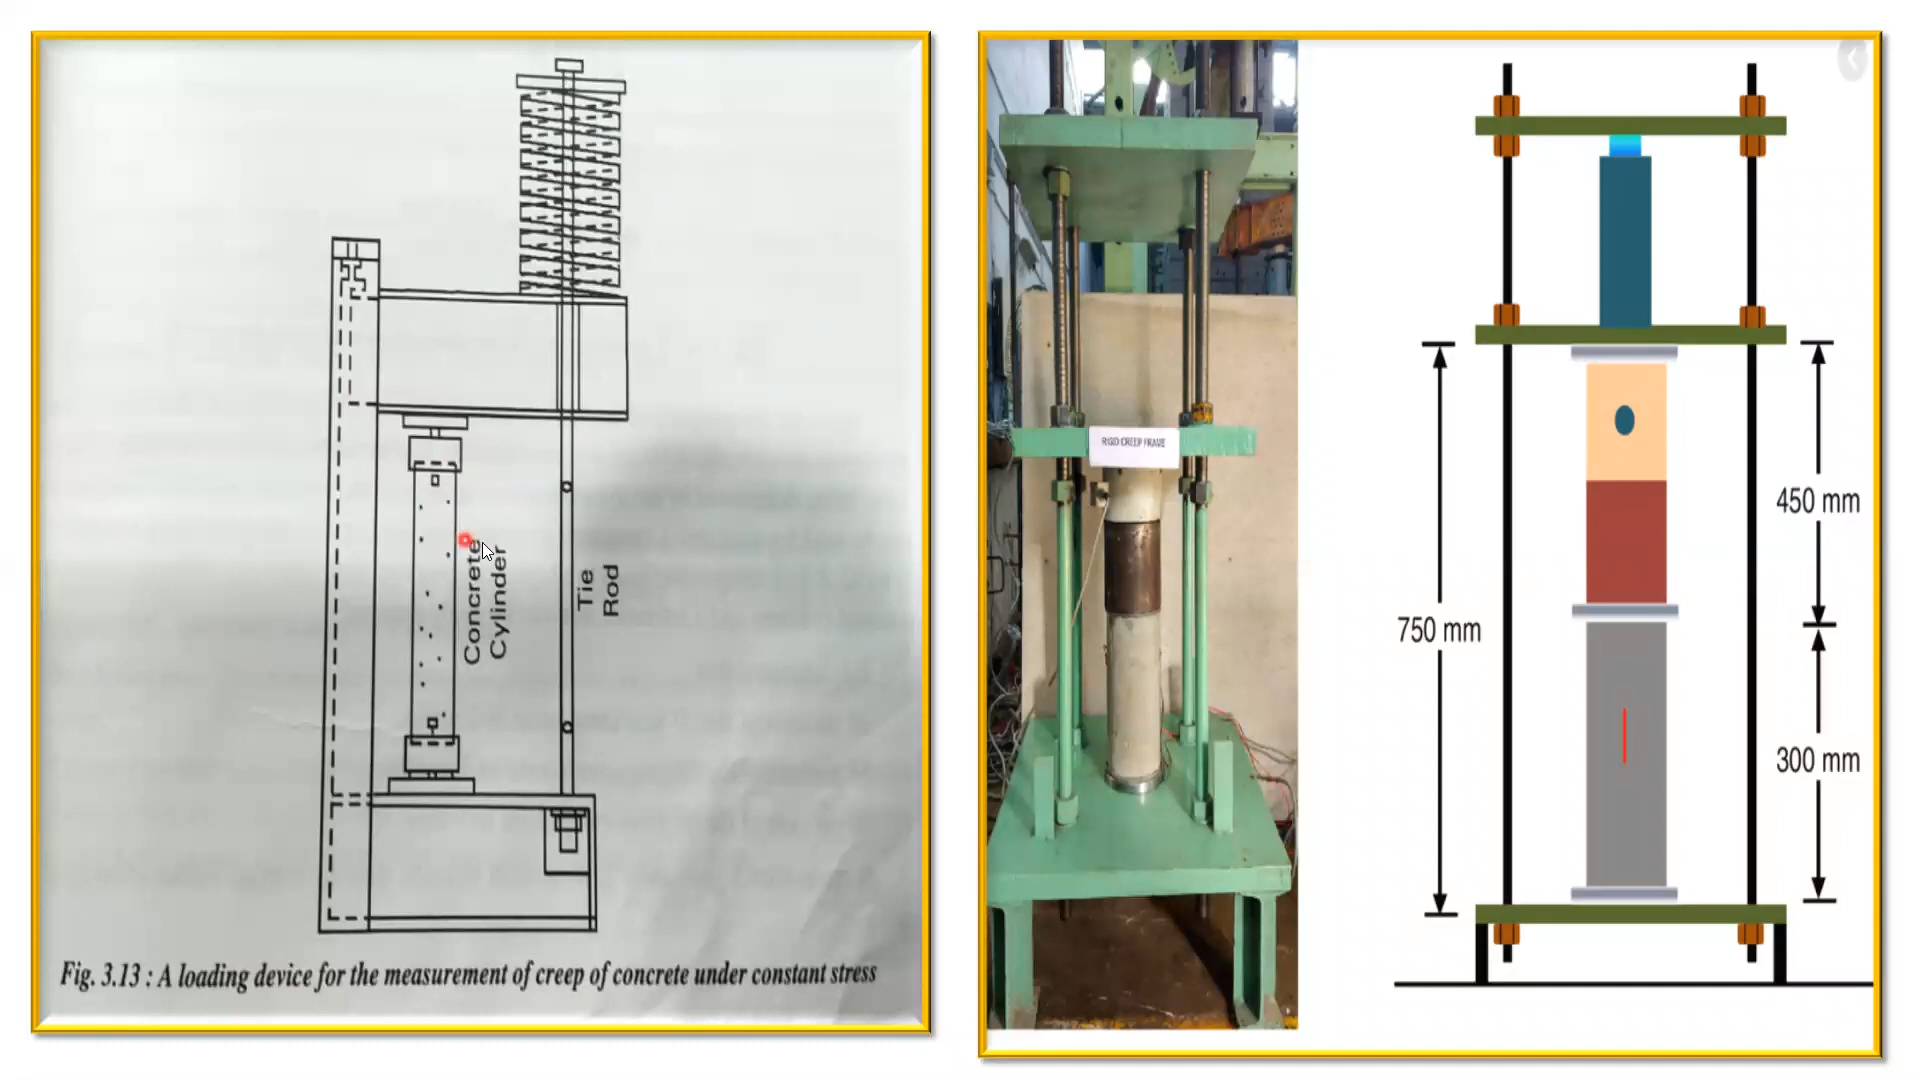 Concrete
Cylinder
Tie
Rod
Fig. 3.13 : A loading device for the measurement of creep of concrete under constant stress
RIGID CREEP FRAME
750 mm
450 mm
300 mm